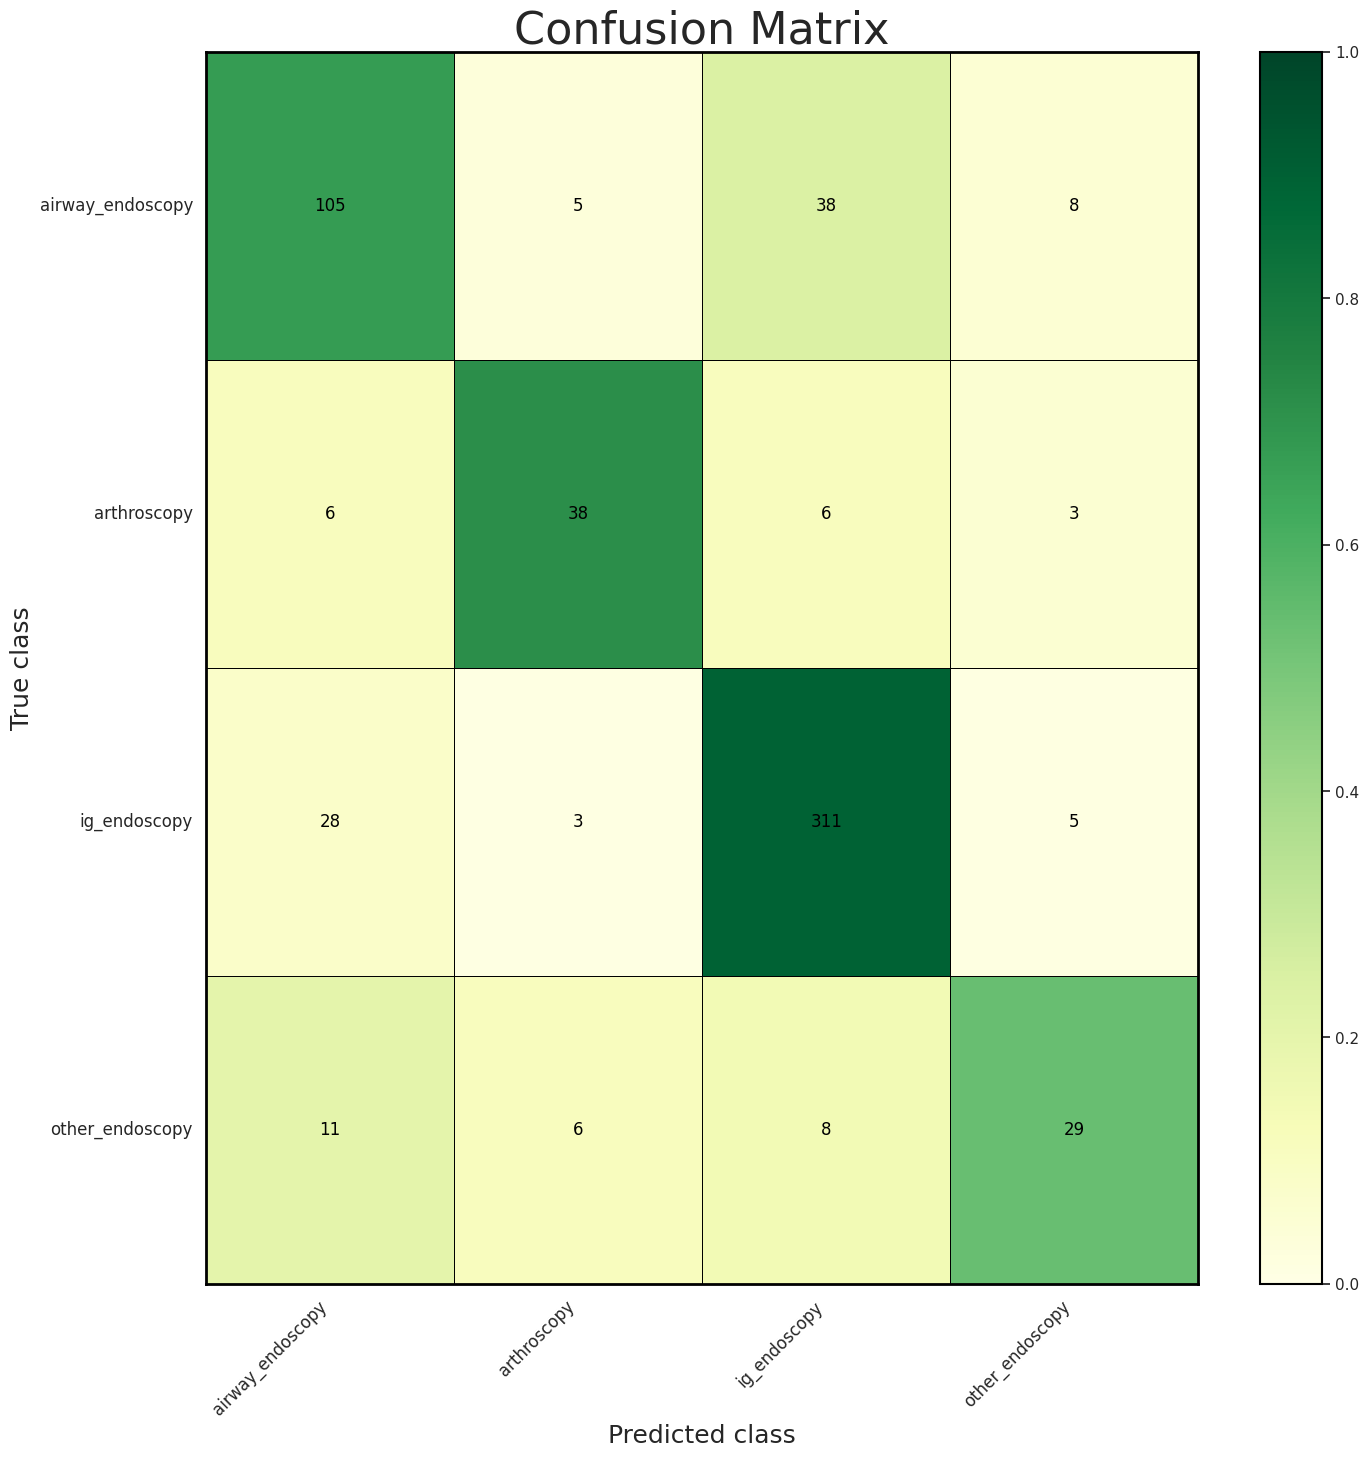 Confusion Matrix
1.0
airway_endoscopy 105 5 38 8
0.8
0.6
arthroscopy 6 38 6 3
True class
ig_endoscopy 28 3 311 5
0.4
0.2
other_endoscopy 11 6 8 29
0.0
airway_endoscopy arthroscopy ig_endoscopy other_endoscopy
Predicted class